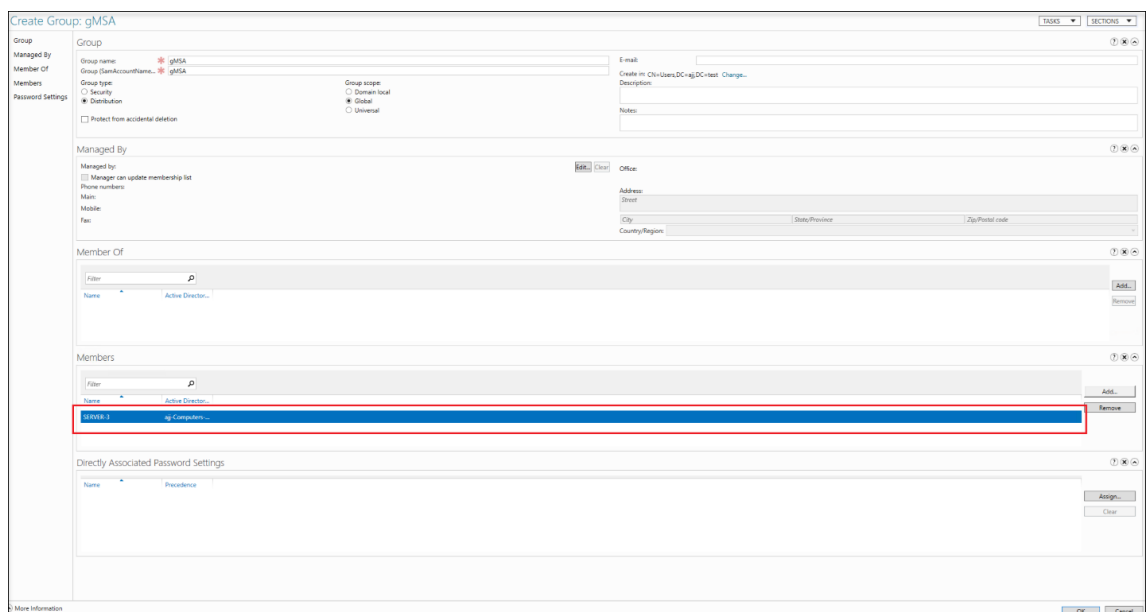 Create Group: gMSA
TASKS ▼ SECTIONS ▼
Group
Managed By
Member Of
Members
Password Settings
Group
Group name: gMSA
Group (SamAccountName... gMSA
Group type:
Security
Distribution
Group scope:
Domain local
Global
Universal
Protect from accidental deletion
E-mail:
Create in: CN=Users,DC=ajj,DC=test Change...
Description:
Notes:
Managed By
Managed by:
Edit... Clear
Manager can update membership list
Phone numbers:
Main:
Mobile:
Fax:
Office:
Address:
Street
City State/Province Zip/Postal code
Country/Region:
Member Of
Filter
Name Active Director...
Add...
Remove
Members
Filter
Name Active Director...
SERVER-3 ajj-Computers-...
Add...
Remove
Directly Associated Password Settings
Name Precedence
Assign...
Clear
More Information
OK Cancel